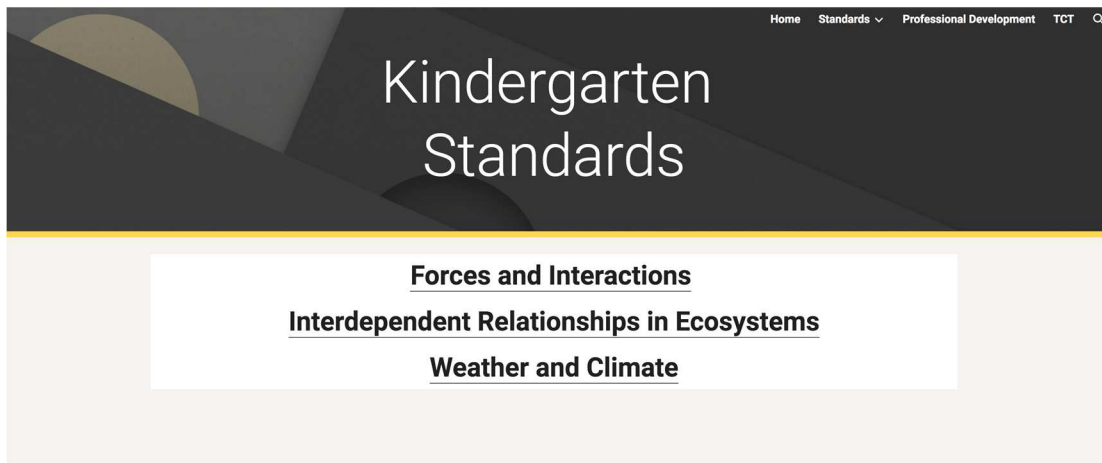 Home Standards Professional Development TCT
Kindergarten
Standards
Forces and Interactions
Interdependent Relationships in Ecosystems
Weather and Climate